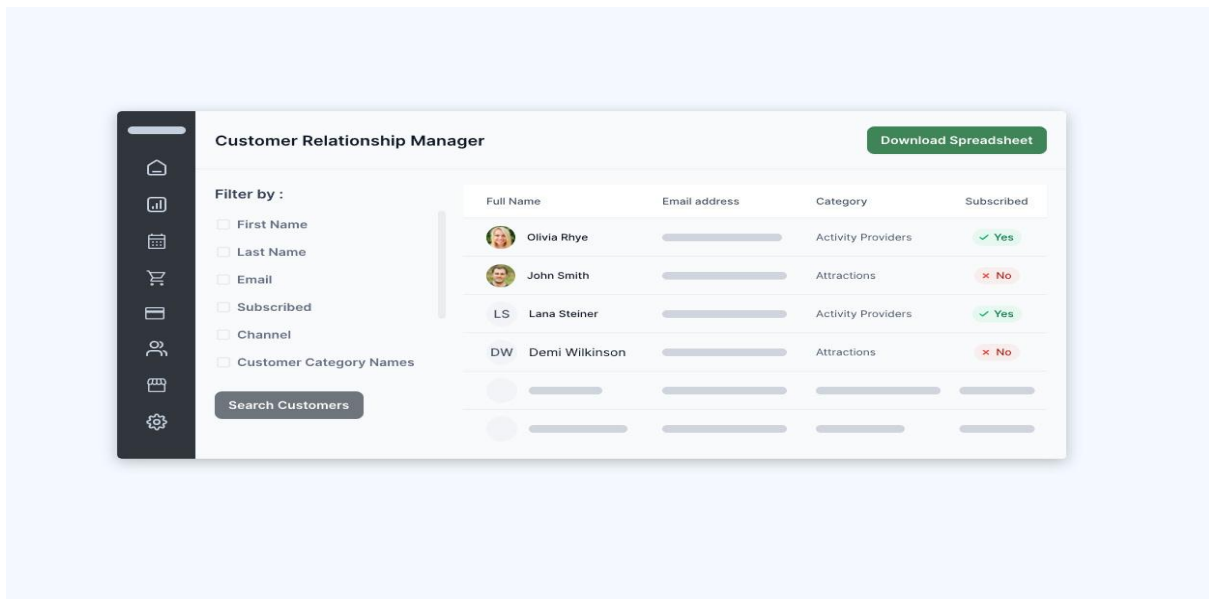 Customer Relationship Manager
Download Spreadsheet
Filter by :
First Name
Last Name
Email
Subscribed
Channel
Customer Category Names
Search Customers
Full Name Email address Category Subscribed
Olivia Rhye Activity Providers Yes
John Smith Attractions No
LS Lana Steiner Activity Providers Yes
DW Demi Wilkinson Attractions No